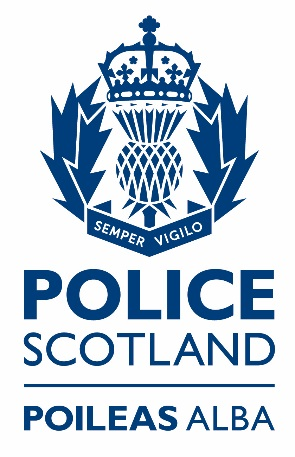 SEMPER VIGILO
POLICE
SCOTLAND
POILEAS ALBA